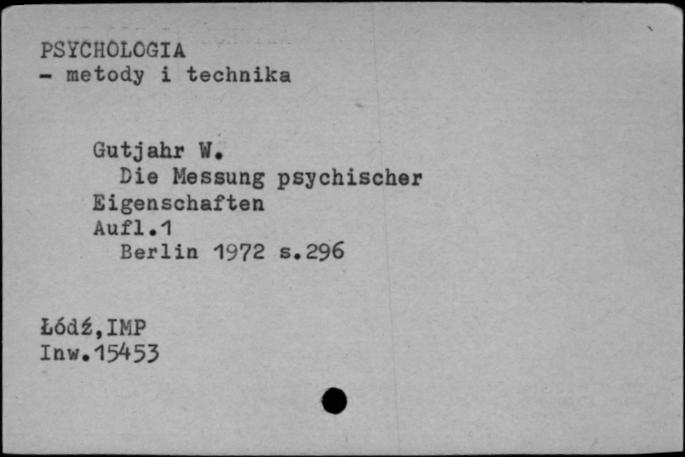 PSYCHOLOGIA
- metody i technika
Gutjahr W.
Die Messung psychischer
Eigenschaften
Aufl.1
Berlin 1972 s.296
Łódź,IMP
Inw.15453